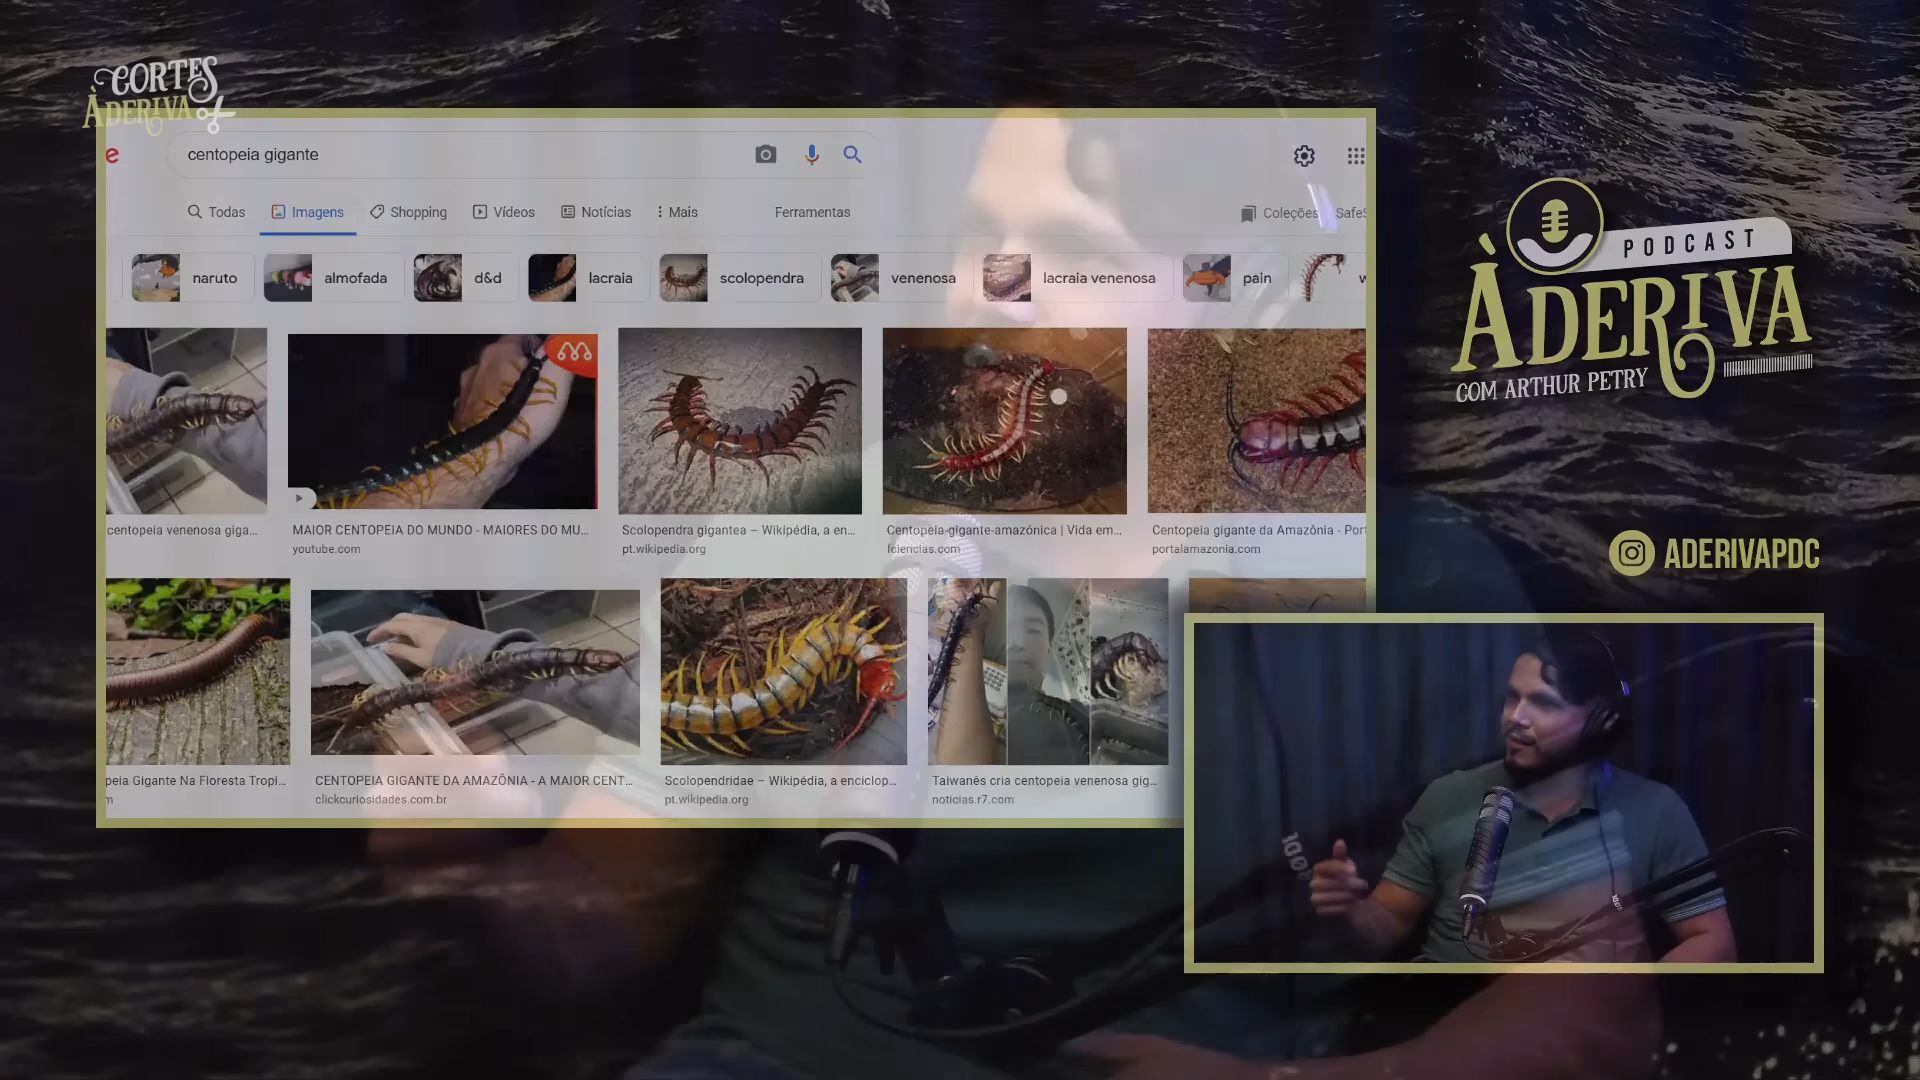 CORTES
ÀDERIVA
centopeia gigante
Todas
Imagens
Shopping
Vídeos
Notícias
Mais
Ferramentas
Coleções
naruto
almofada
d&d
lacraia
scolopendra
venenosa
lacraia venenosa
pain
centopeia venenosa giga...
MAIOR CENTOPEIA DO MUNDO - MAIORES DO MU...
youtube.com
Scolopendra gigantea – Wikipédia, a en...
pt.wikipedia.org
Centopeia-gigante-amazónica | Vida em...
fciencias.com
Centopeia gigante da Amazônia - Port
portalamazonia.com
peia Gigante Na Floresta Tropi...
CENTOPEIA GIGANTE DA AMAZÔNIA - A MAIOR CENT...
clickcuriosidades.com.br
Scolopendridae – Wikipédia, a enciclop...
pt.wikipedia.org
Taiwanês cria centopeia venenosa gig...
noticias.r7.com
PODCAST
À DERIVA
COM ARTHUR PETRY
ADERIVAPDC